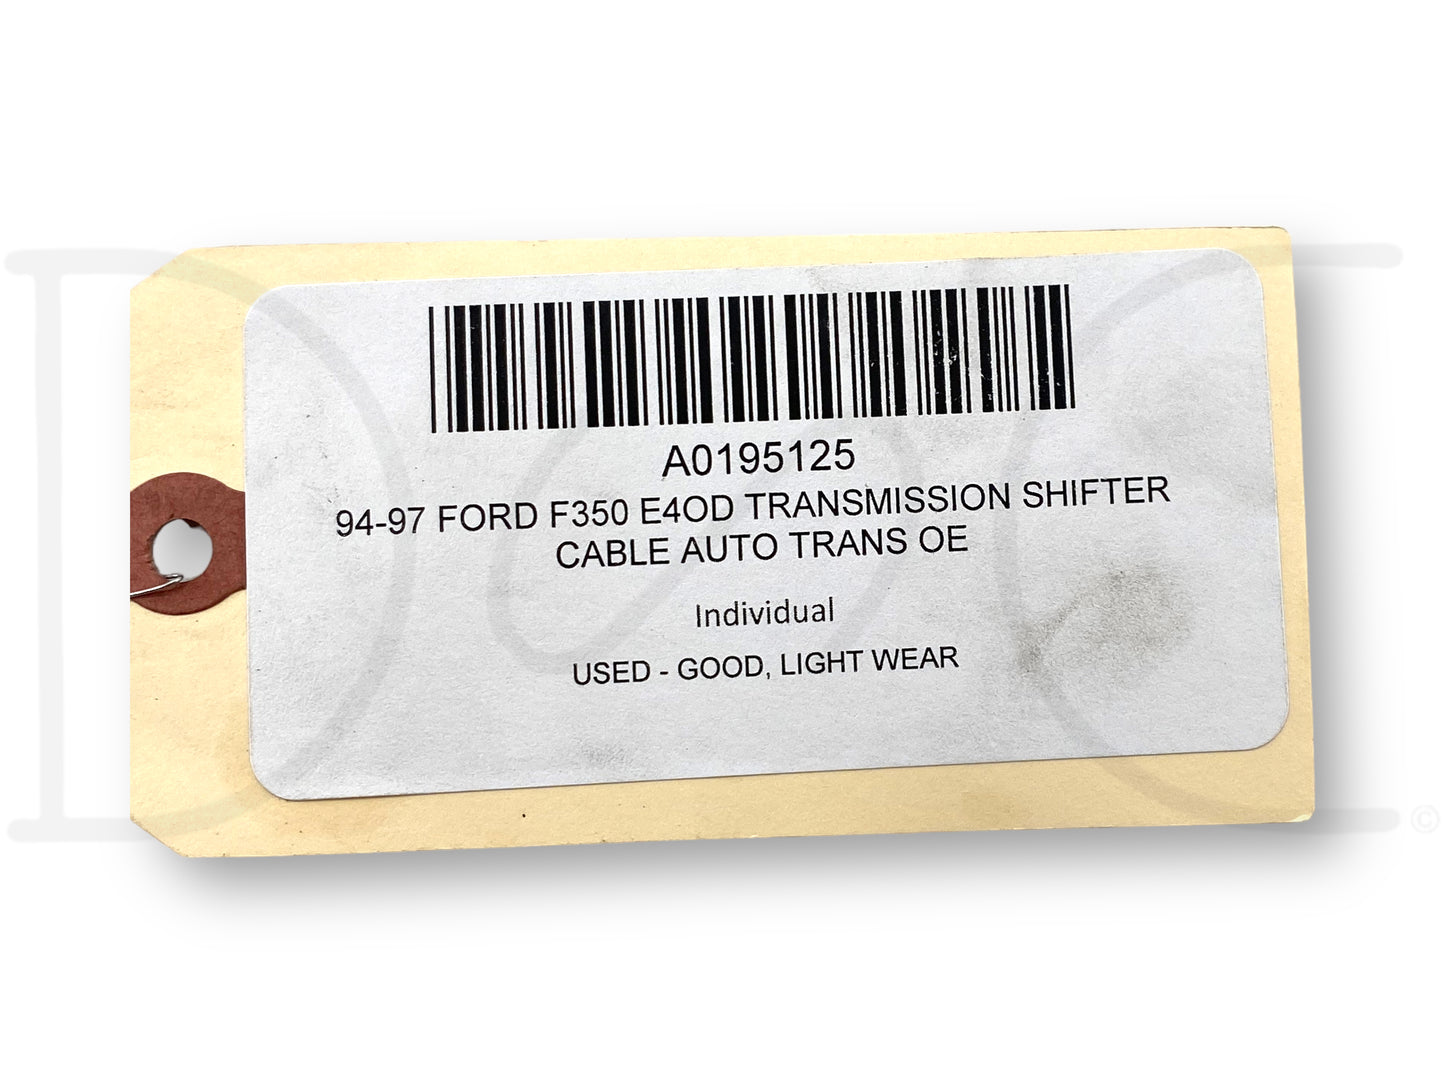 A0195125
94-97 FORD F350 E4OD TRANSMISSION SHIFTER
CABLE AUTO TRANS OE
Individual
USED - GOOD, LIGHT WEAR
©